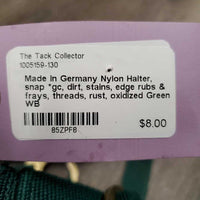 The Tack Collector
1005159-130
Made in Germany Nylon Halter,
snap *gc, dirt, stains, edge rubs &
frays, threads, rust, oxidized Green
WB
85ZPF8
$8.00